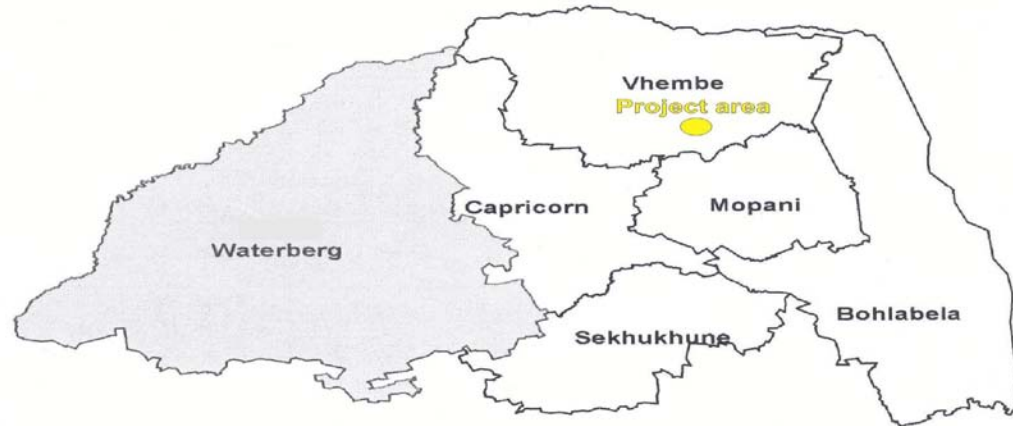 Vhembe
Project area
Capricorn
Mopani
Waterberg
Bohlabela
Sekhukhune